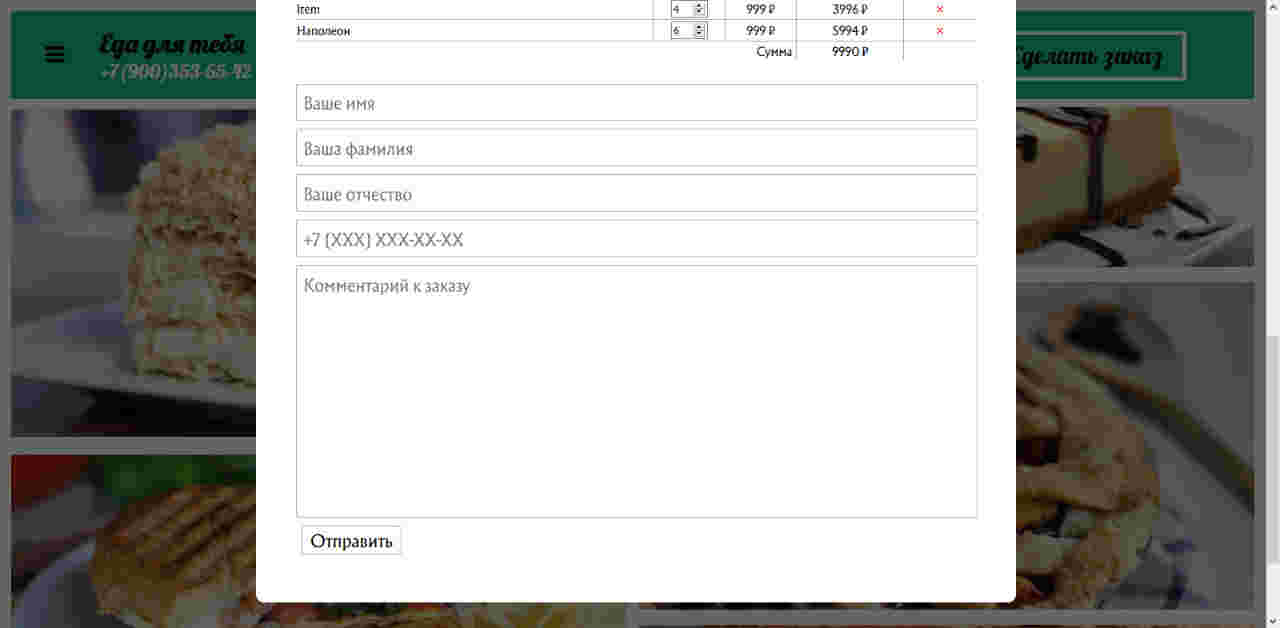 Item 4 999 ₽ 3996 ₽ ×
Наполеон 6 999 ₽ 5994 ₽ ×
Сумма 9990 ₽
Еда для тебя
+7 (900) 353-65-42
Сделать заказ
Ваше имя
Ваша фамилия
Ваше отчество
+7 (XXX) XXX-XX-XX
Комментарий к заказу
Отправить